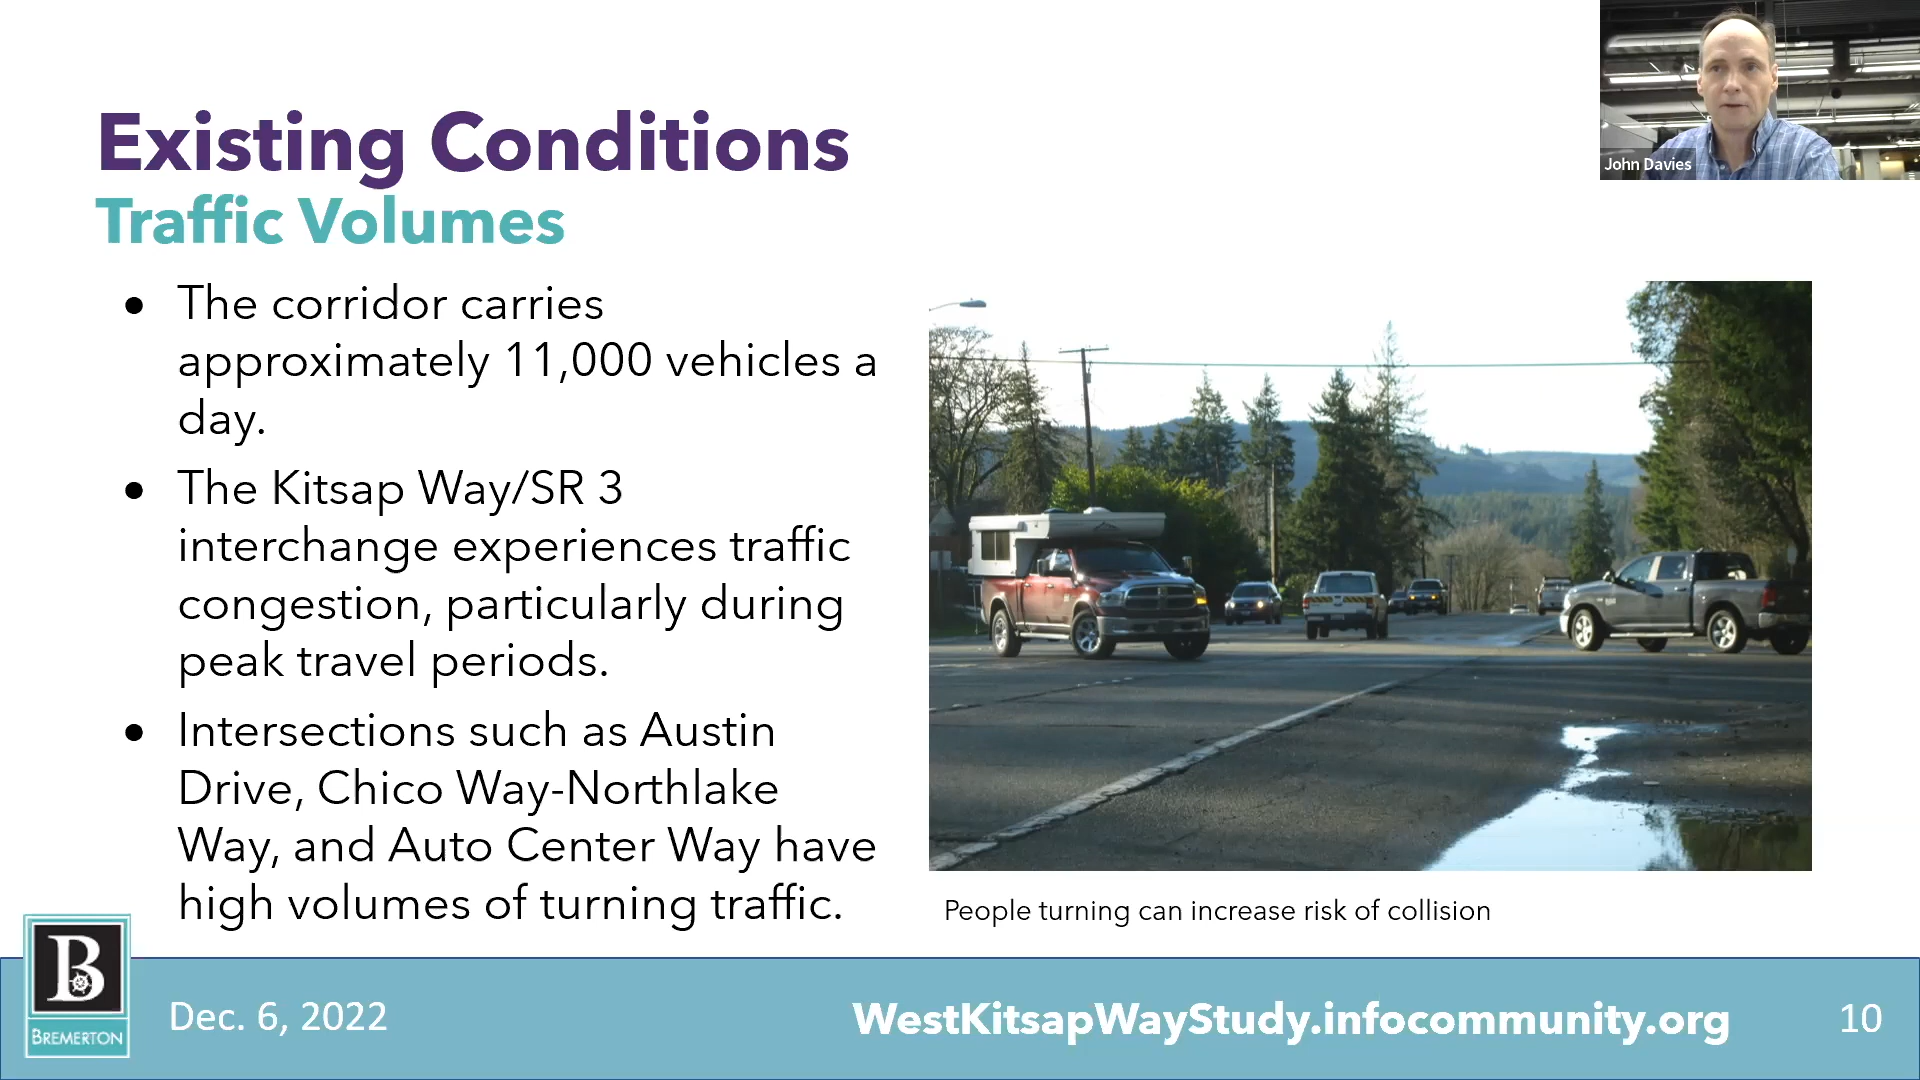 John Davies
Existing Conditions
Traffic Volumes
• The corridor carries
approximately 11,000 vehicles a
day.
• The Kitsap Way/SR 3
interchange experiences traffic
congestion, particularly during
peak travel periods.
• Intersections such as Austin
Drive, Chico Way-Northlake
Way, and Auto Center Way have
high volumes of turning traffic.
People turning can increase risk of collision
B
BREMERTON
Dec. 6, 2022
WestKitsapWayStudy.infocommunity.org
10